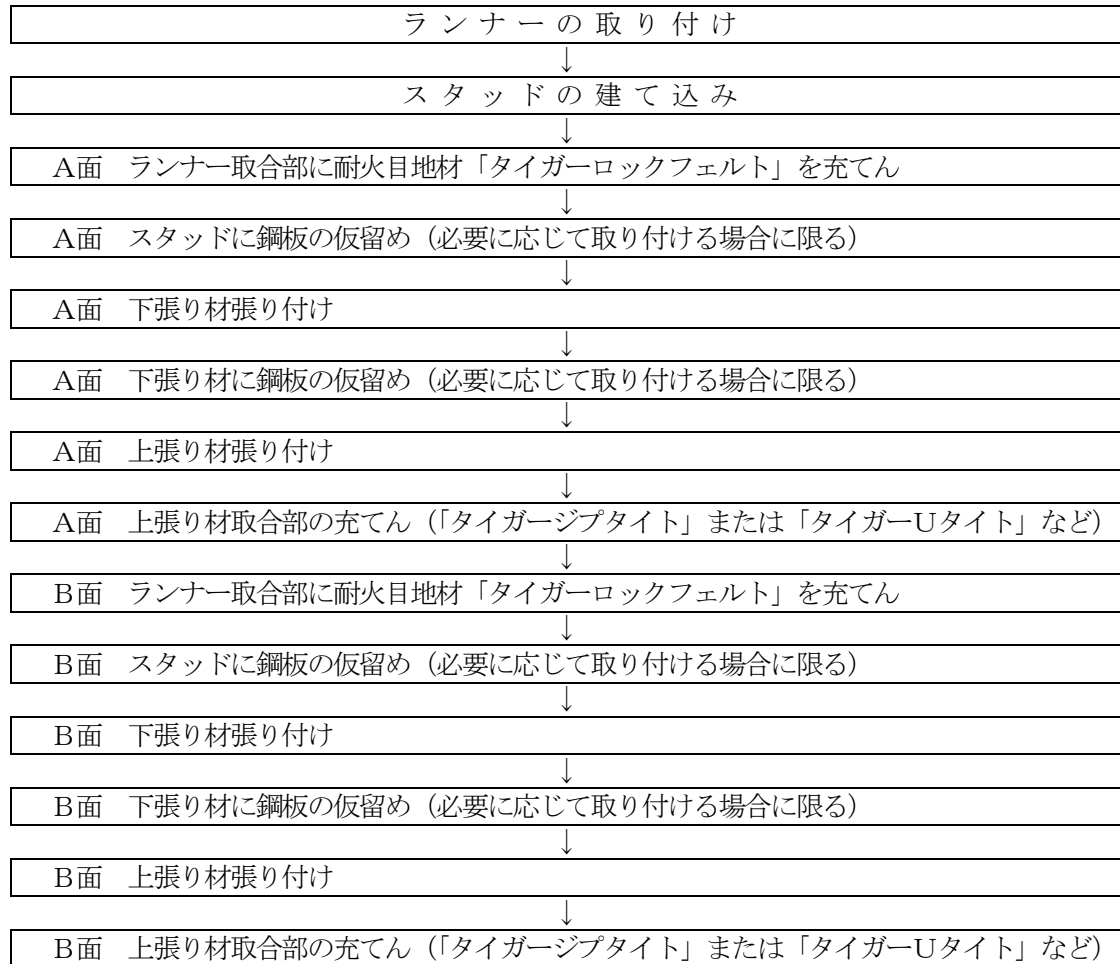 ランナーの取り付け
↓
スタッドの建て込み
↓
Ａ面　ランナー取合部に耐火目地材「タイガーロックフェルト」を充てん
↓
Ａ面　スタッドに鋼板の仮留め（必要に応じて取り付ける場合に限る）
↓
Ａ面　下張り材張り付け
↓
Ａ面　下張り材に鋼板の仮留め（必要に応じて取り付ける場合に限る）
↓
Ａ面　上張り材張り付け
↓
Ａ面　上張り材取合部の充てん（「タイガージプタイト」または「タイガーＵタイト」など）
↓
Ｂ面　ランナー取合部に耐火目地材「タイガーロックフェルト」を充てん
↓
Ｂ面　スタッドに鋼板の仮留め（必要に応じて取り付ける場合に限る）
↓
Ｂ面　下張り材張り付け
↓
Ｂ面　下張り材に鋼板の仮留め（必要に応じて取り付ける場合に限る）
↓
Ｂ面　上張り材張り付け
↓
Ｂ面　上張り材取合部の充てん（「タイガージプタイト」または「タイガーＵタイト」など）